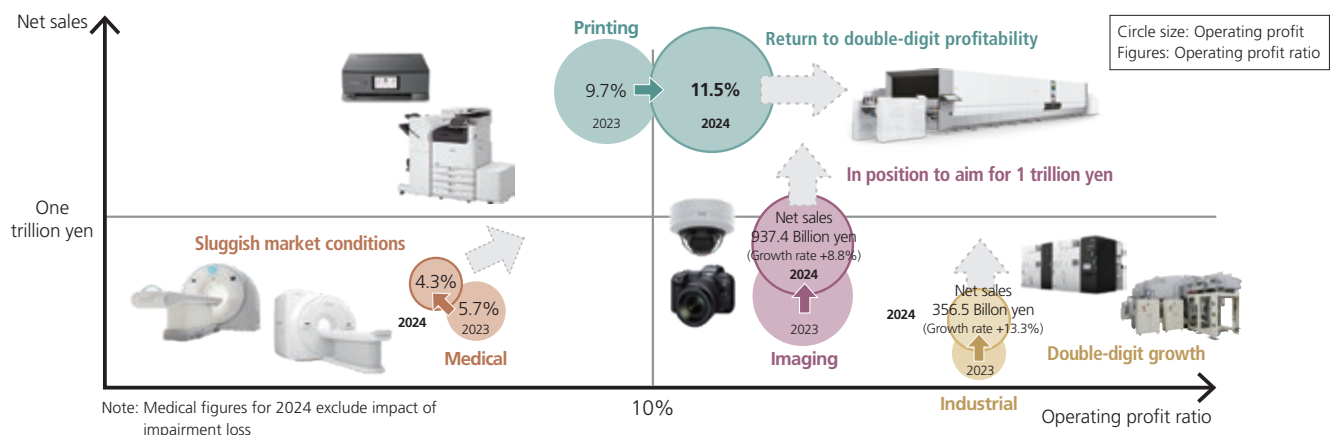 Net sales
Printing
Return to double-digit profitability
Circle size: Operating profit
Figures: Operating profit ratio
9.7%
11.5%
2023
2024
In position to aim for 1 trillion yen
One
trillion yen
Net sales
937.4 Billion yen
(Growth rate +8.8%)
2024
2023
Imaging
Sluggish market conditions
4.3%
5.7%
2024
2023
Medical
Net sales
356.5 Billon yen
(Growth rate +13.3%)
2024
2023
Double-digit growth
Industrial
Note: Medical figures for 2024 exclude impact of
impairment loss
10%
Operating profit ratio